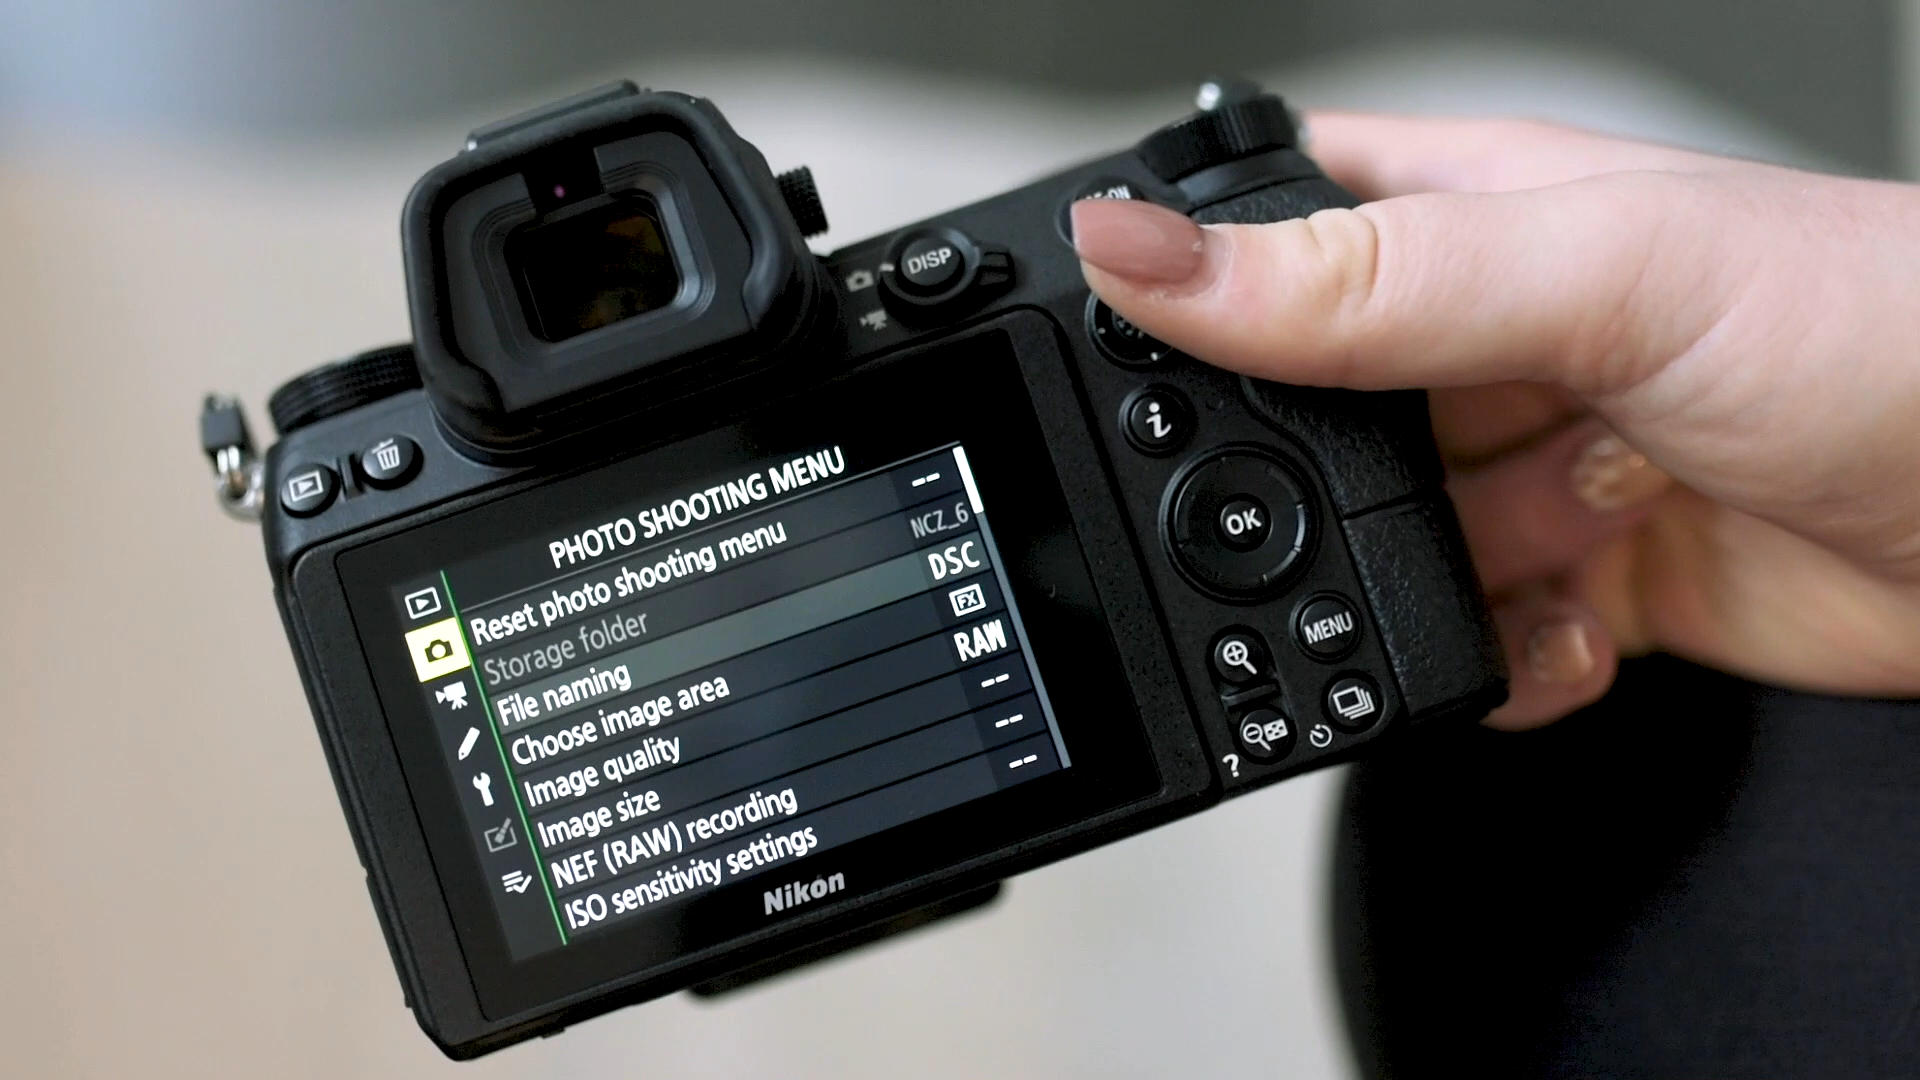 DISP
PHOTO SHOOTING MENU
Reset photo shooting menu --
Storage folder NCZ_6
File naming DSC
Choose image area FX
Image quality RAW
Image size --
NEF (RAW) recording --
ISO sensitivity settings --
Nikon
i
OK
MENU
?